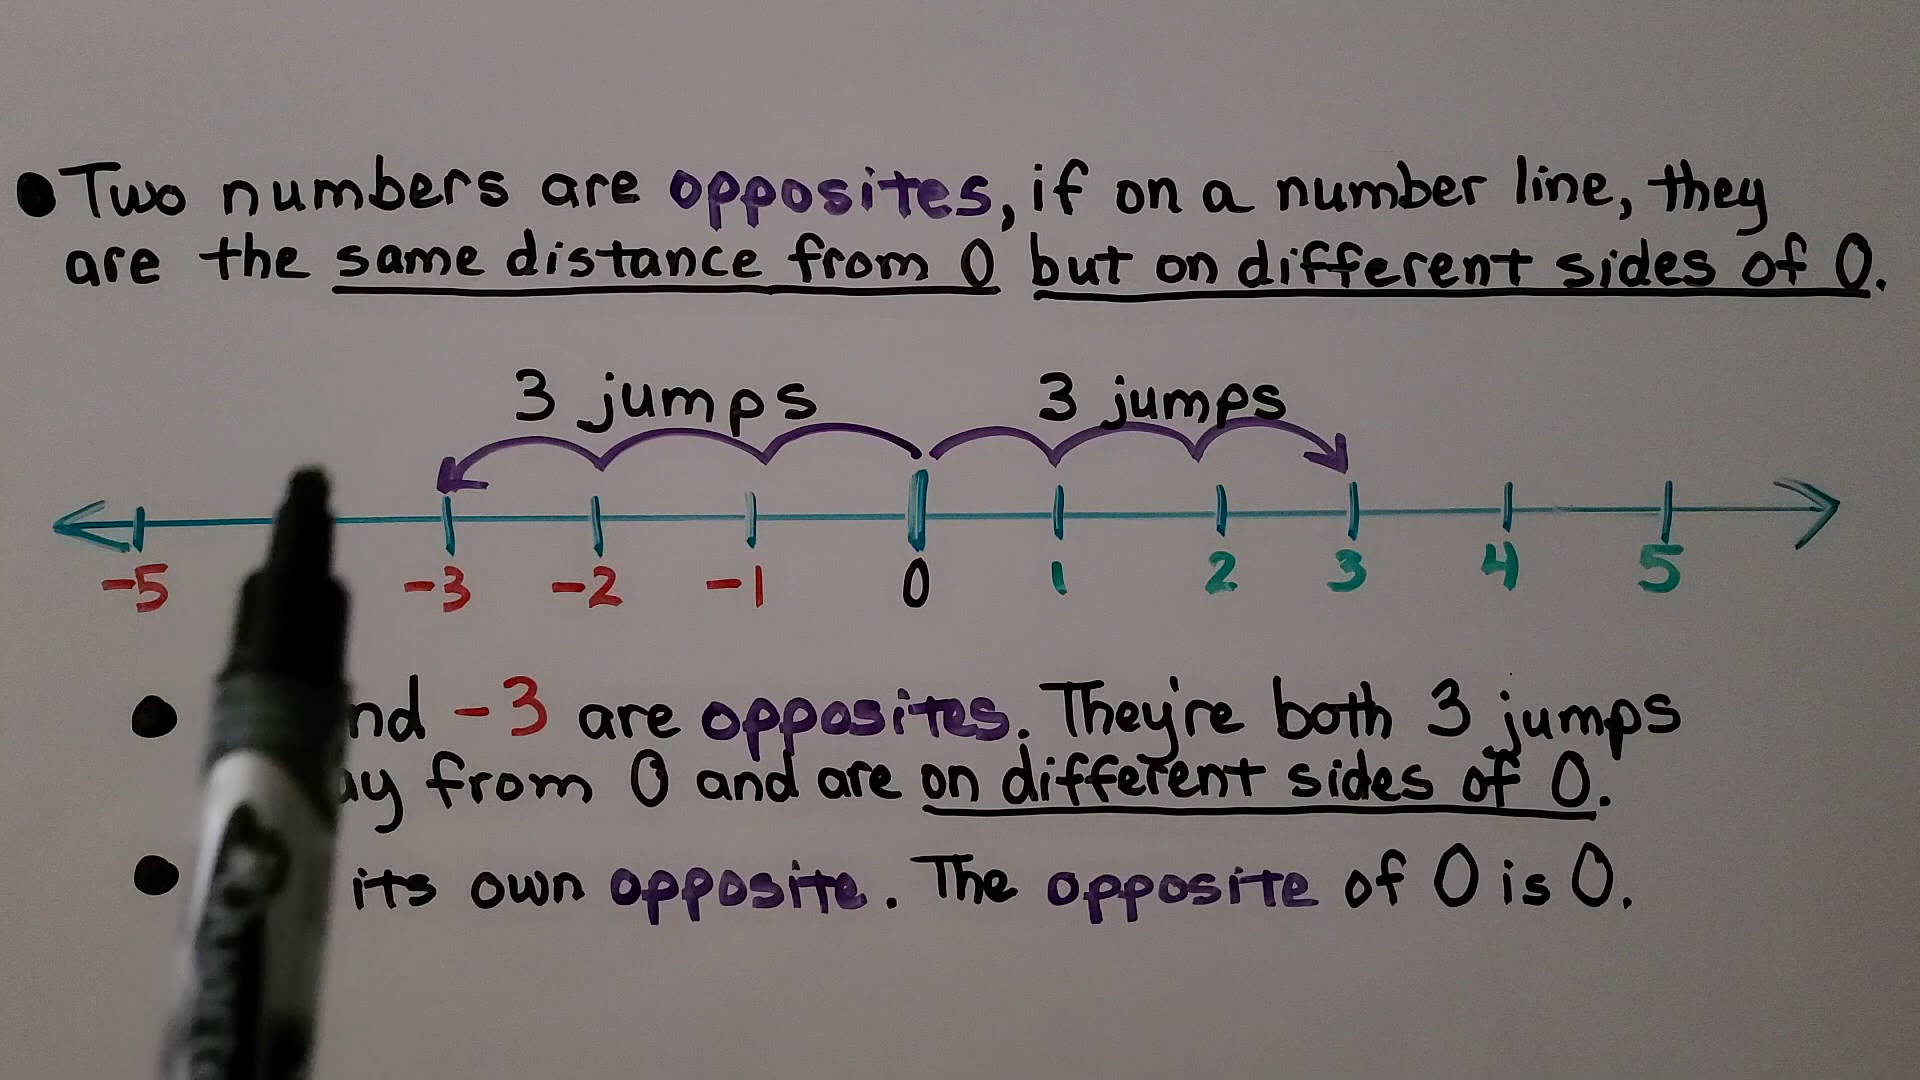 • Two numbers are opposites, if on a number line, they
are the same distance from 0 but on different sides of 0.
3 jumps 3 jumps
-5 -3 -2 -1 0 1 2 3 4 5
• nd -3 are opposites. They're both 3 jumps
ay from 0 and are on different sides of 0.
• its own opposite. The opposite of 0 is 0.